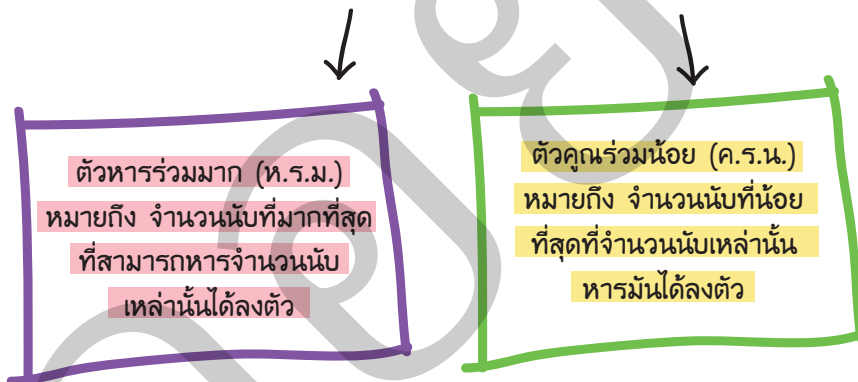 ตัวหารร่วมมาก (ห.ร.ม.)
หมายถึง จำนวนนับที่มากที่สุด
ที่สามารถหารจำนวนนับ
เหล่านั้นได้ลงตัว
ตัวคูณร่วมน้อย (ค.ร.น.)
หมายถึง จำนวนนับที่น้อย
ที่สุดที่จำนวนนับเหล่านั้น
หารมันได้ลงตัว